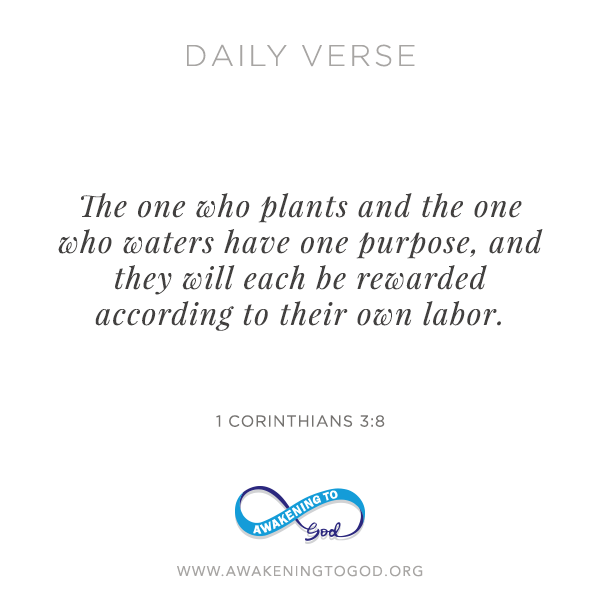 DAILY VERSE
The one who plants and the one
who waters have one purpose, and
they will each be rewarded
according to their own labor.
1 CORINTHIANS 3:8
AWAKENING TO
God
WWW.AWAKENINGTOGOD.ORG